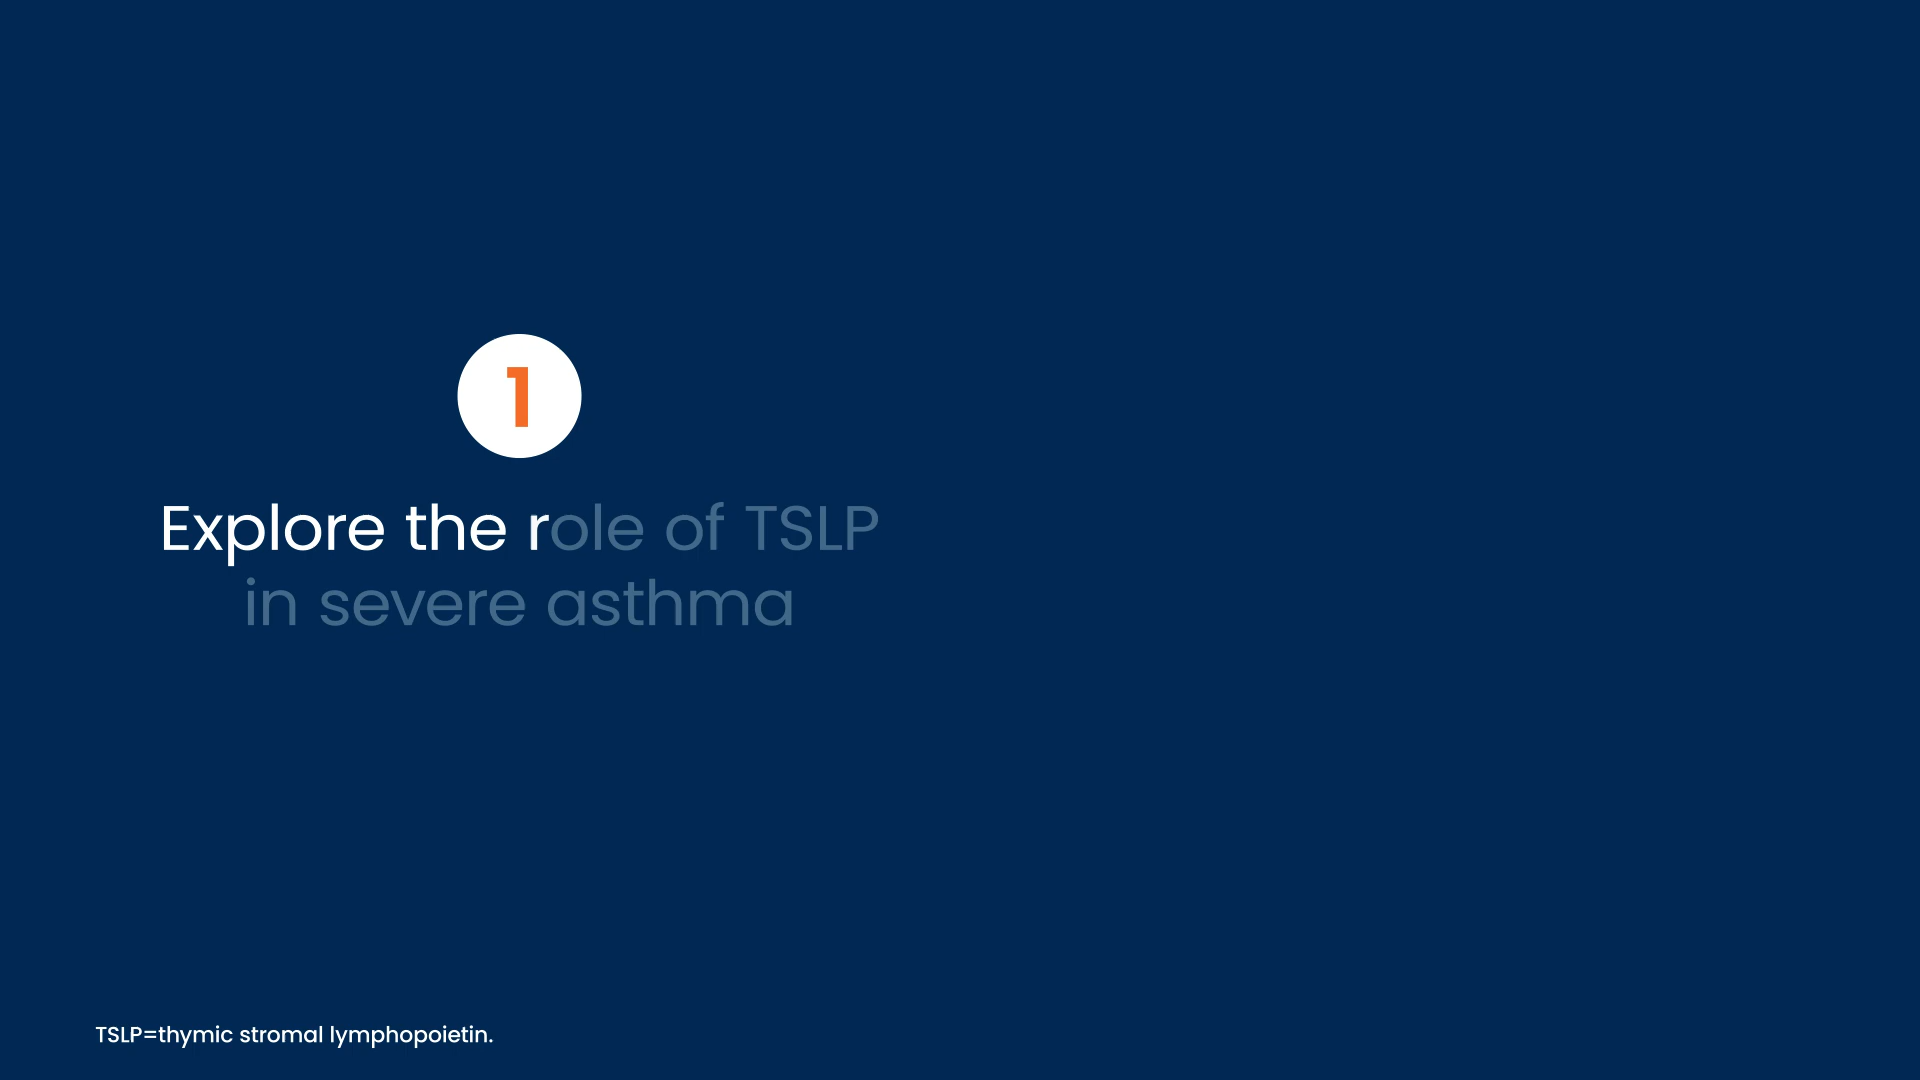 1
Explore the role of TSLP
in severe asthma
TSLP=thymic stromal lymphopoietin.